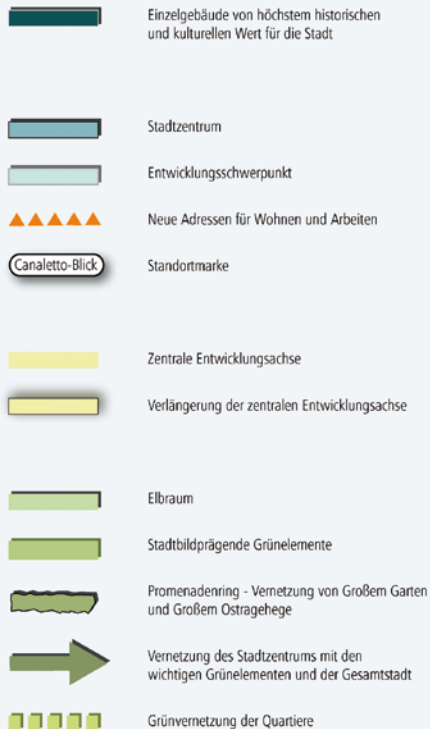 Einzelgebäude von höchstem historischen
und kulturellen Wert für die Stadt
Stadtzentrum
Entwicklungsschwerpunkt
Neue Adressen für Wohnen und Arbeiten
Canaletto-Blick
Standortmarke
Zentrale Entwicklungsachse
Verlängerung der zentralen Entwicklungsachse
Elbraum
Stadtbildprägende Grünelemente
Promenadenring - Vernetzung von Großem Garten
und Großem Ostragehege
Vernetzung des Stadtzentrums mit den
wichtigen Grünelementen und der Gesamtstadt
Grünvernetzung der Quartiere